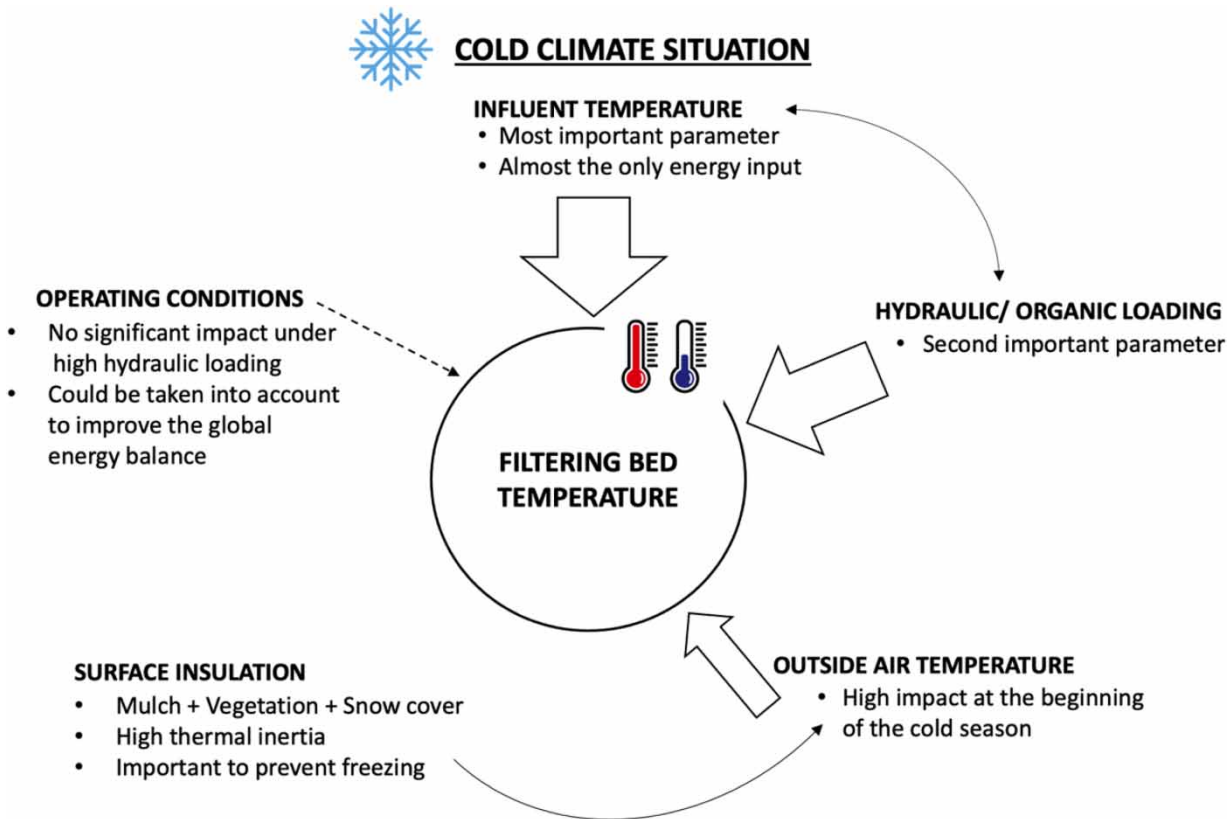 COLD CLIMATE SITUATION
INFLUENT TEMPERATURE
• Most important parameter
• Almost the only energy input
OPERATING CONDITIONS
• No significant impact under
high hydraulic loading
• Could be taken into account
to improve the global
energy balance
HYDRAULIC/ ORGANIC LOADING
• Second important parameter
FILTERING BED
TEMPERATURE
SURFACE INSULATION
• Mulch + Vegetation + Snow cover
• High thermal inertia
• Important to prevent freezing
OUTSIDE AIR TEMPERATURE
• High impact at the beginning
of the cold season